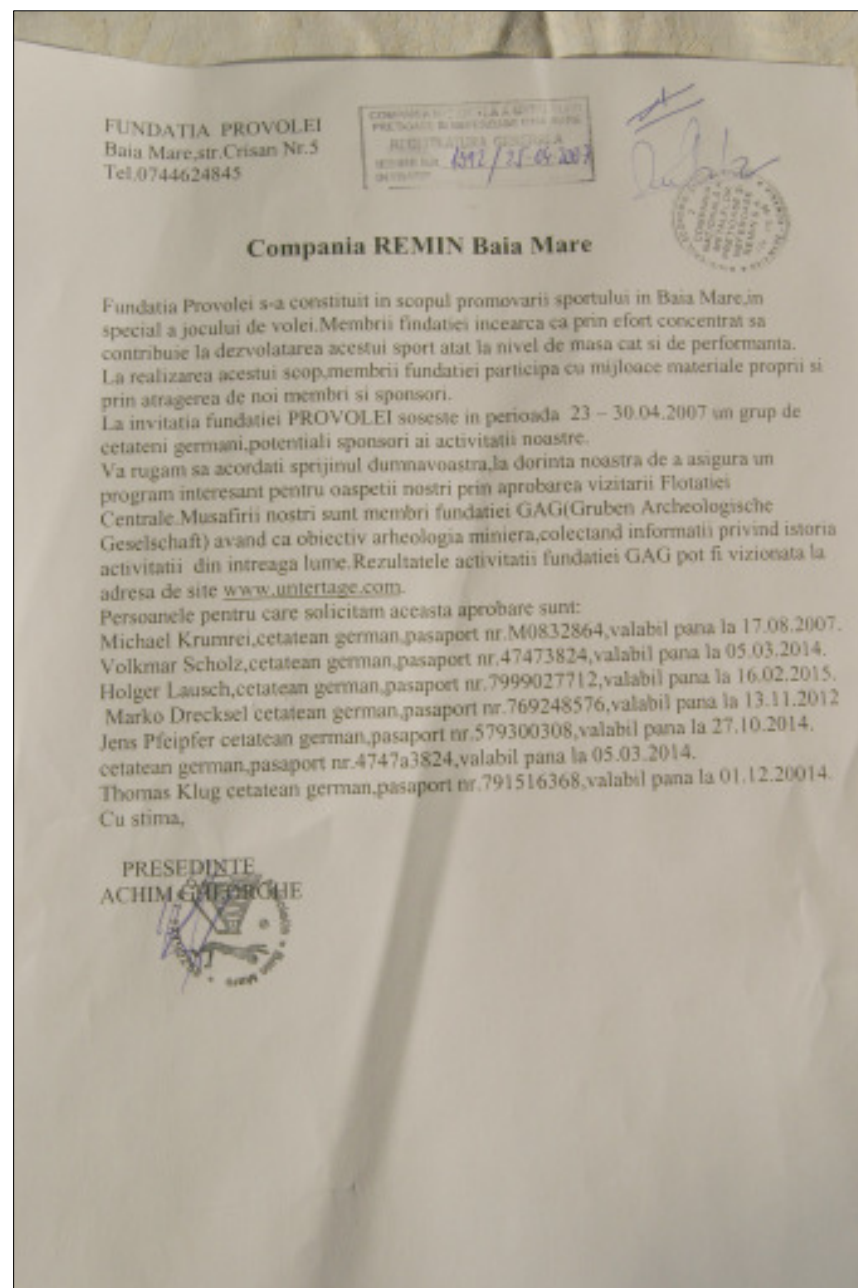 FUNDATIA PROVOLEI
Baia Mare,str.Crisan Nr.5
Tel.0744624845
REGISTRATURA GENERALA
1392/25-04-2007
Compania REMIN Baia Mare
Fundatia Provolei s-a constituit in scopul promovarii sportului in Baia Mare,in
special a jocului de volei.Membrii findatiei incearca ca prin efort concentrat sa
contribuie la dezvolatarea acestui sport atat la nivel de masa cat si de performanta.
La realizarea acestui scop,membrii fundatiei participa cu mijloace materiale proprii si
prin atragerea de noi membri si sponsori.
La invitatia fundatiei PROVOLEI soseste in perioada 23 – 30.04.2007 un grup de
cetateni germani,potentiali sponsori ai activitatii noastre.
Va rugam sa acordati sprijinul dumnavoastra,la dorinta noastra de a asigura un
program interesant pentru oaspetii nostri prin aprobarea vizitarii Flotatiei
Centrale.Musafirii nostri sunt membri fundatiei GAG(Gruben Archeologische
Geselschaft) avand ca obiectiv arheologia miniera,colectand informatii privind istoria
activitatii din intreaga lume.Rezultatele activitatii fundatiei GAG pot fi vizionata la
adresa de site www.untertage.com.
Persoanele pentru care solicitam aceasta aprobare sunt:
Michael Krumrei,cetatean german,pasaport nr.M0832864,valabil pana la 17.08.2007.
Volkmar Scholz,cetatean german,pasaport nr.47473824,valabil pana la 05.03.2014.
Holger Lausch,cetatean german,pasaport nr.7999027712,valabil pana la 16.02.2015.
Marko Drecksel cetatean german,pasaport nr.769248576,valabil pana la 13.11.2012
Jens Pfeipfer cetatean german,pasaport nr.579300308,valabil pana la 27.10.2014.
cetatean german,pasaport nr.4747a3824,valabil pana la 05.03.2014.
Thomas Klug cetatean german,pasaport nr.791516368,valabil pana la 01.12.20014.
Cu stima,
PRESEDINTE
ACHIM GHEORGHE
Baia Mare